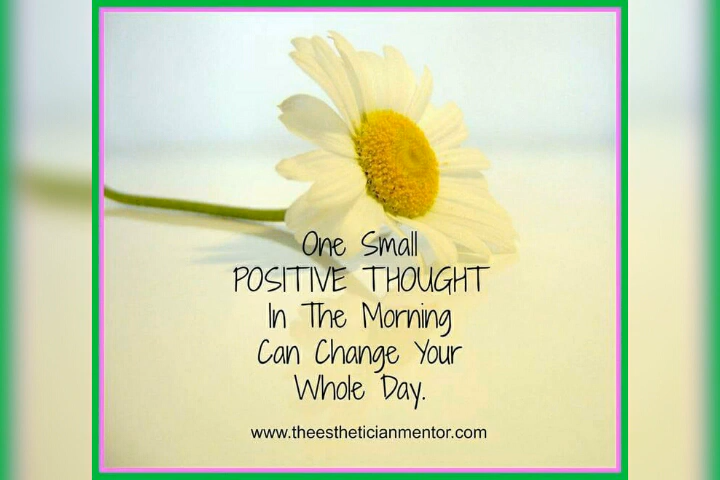 One Small
POSITIVE THOUGHT
In The Morning
Can Change Your
Whole Day.
www.theestheticianmentor.com